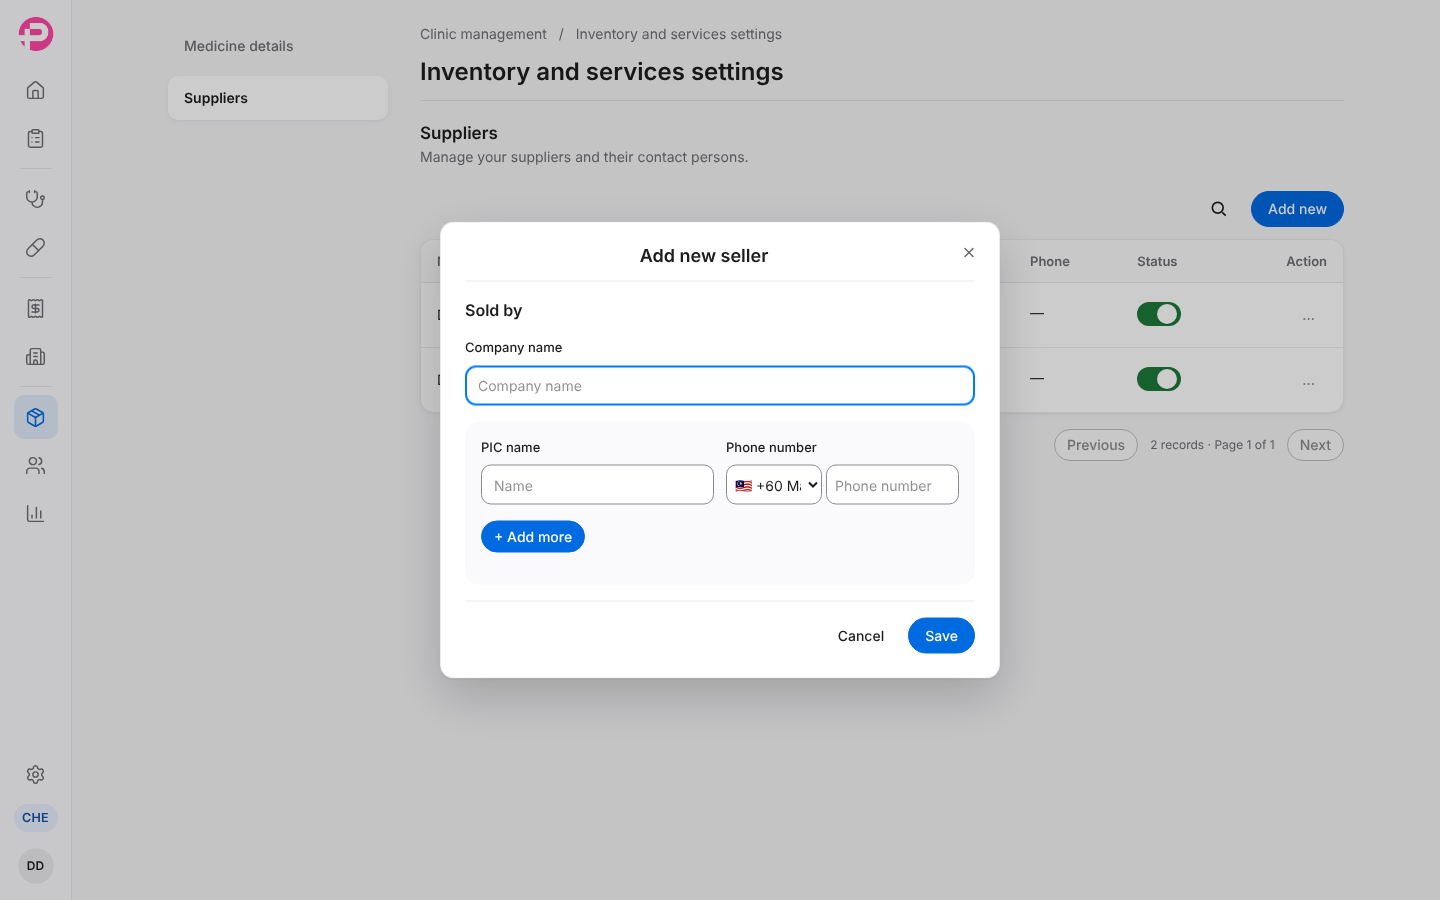 Medicine details
Suppliers
Clinic management / Inventory and services settings
Inventory and services settings
Suppliers
Manage your suppliers and their contact persons.
Add new
Phone Status Action
— ...
— ...
Previous 2 records · Page 1 of 1 Next
Add new seller
Sold by
Company name
Company name
PIC name Phone number
Name +60 Phone number
+ Add more
Cancel Save
CHE
DD